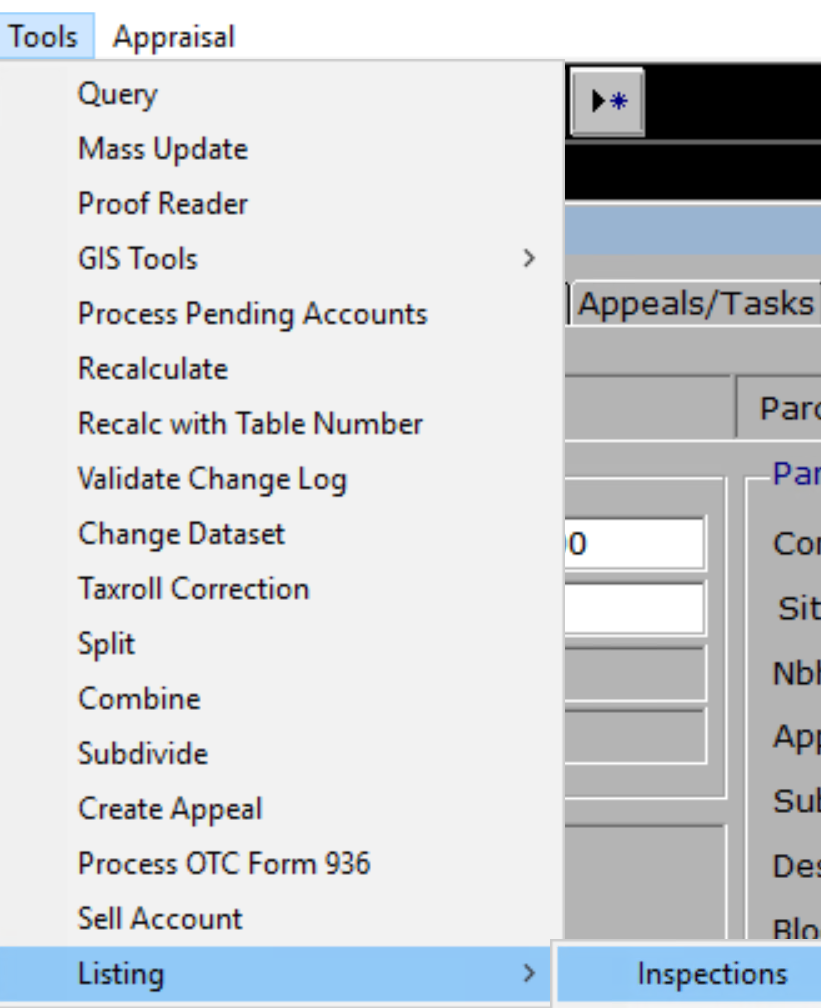 Tools Appraisal
Query
Mass Update
Proof Reader
GIS Tools
Appeals/Tasks
Process Pending Accounts
Recalculate
Recalc with Table Number
Validate Change Log
Change Dataset
Taxroll Correction
Split
Combine
Subdivide
Create Appeal
Process OTC Form 936
Sell Account
Listing
Inspections